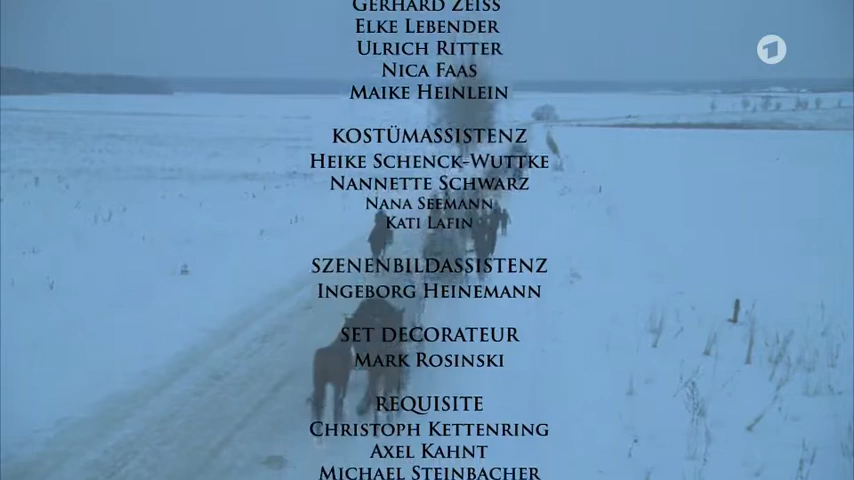 GERHARD ZEISS
ELKE LEBENDER
ULRICH RITTER
NICA FAAS
MAIKE HEINLEIN
KOSTÜMASSISTENZ
HEIKE SCHENCK-WUTTKE
NANNETTE SCHWARZ
NANA SEEMANN
KATI LAFIN
SZENENBILDASSISTENZ
INGEBORG HEINEMANN
SET DECORATEUR
MARK ROSINSKI
REQUISITE
CHRISTOPH KETTENRING
AXEL KAHNT
MICHAEL STEINBACHER
1